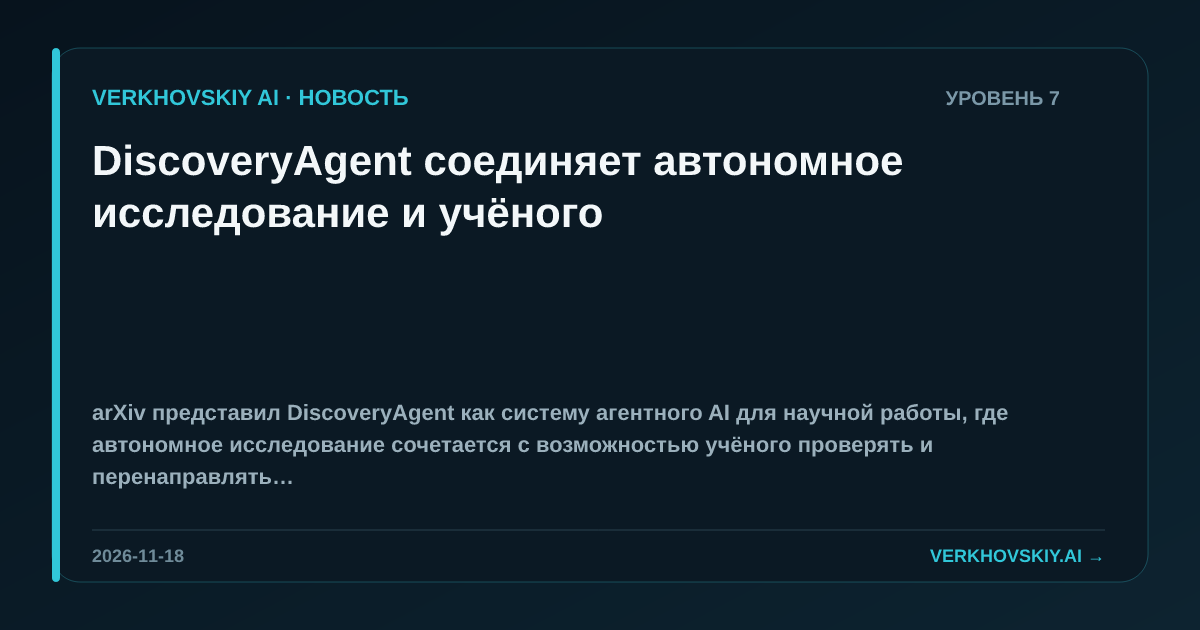 VERKHOVSKIY AI · НОВОСТЬ
УРОВЕНЬ 7
DiscoveryAgent соединяет автономное
исследование и учёного
arXiv представил DiscoveryAgent как систему агентного AI для научной работы, где
автономное исследование сочетается с возможностью учёного проверять и
перенаправлять…
2026-11-18
VERKHOVSKIY.AI →